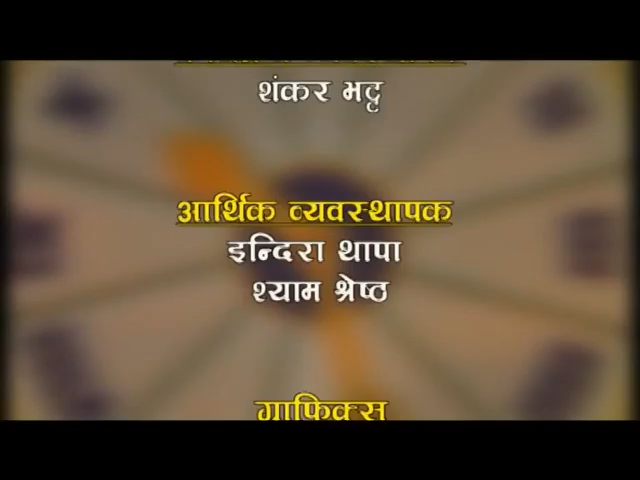 शंकर भट्ट
आर्थिक व्यवस्थापक
इन्दिरा थापा
श्याम श्रेष्ठ
ग्राफिक्स